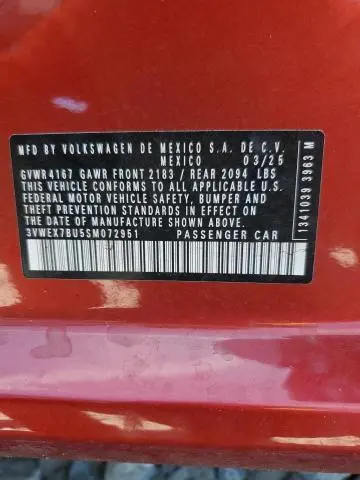 MFD BY VOLKSWAGEN DE MEXICO S.A. DE C.V.
MEXICO 03/25
GVWR 4167 GAWR FRONT 2183 / REAR 2094 LBS
THIS VEHICLE CONFORMS TO ALL APPLICABLE U.S.
FEDERAL MOTOR VEHICLE SAFETY, BUMPER, AND
THEFT PREVENTION STANDARDS IN EFFECT ON
THE DATE OF MANUFACTURE SHOWN ABOVE.
3VWEX7BU5SM072951 PASSENGER CAR
1341039 3963 M